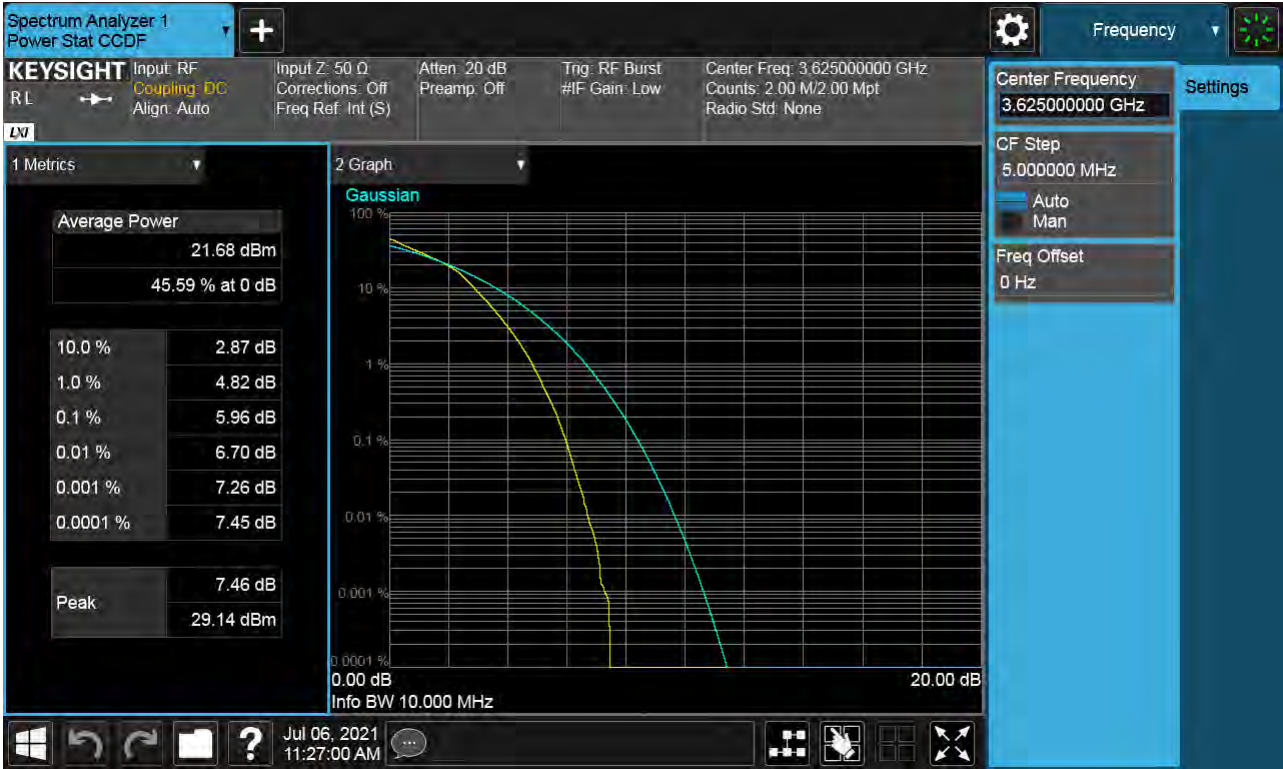 Spectrum Analyzer 1
Power Stat CCDF
Frequency
KEYSIGHT
R L
LXI
Input: RF
Coupling: DC
Align: Auto
Input Z: 50 Ω
Corrections: Off
Freq Ref: Int (S)
Atten: 20 dB
Preamp: Off
Trig: RF Burst
#IF Gain: Low
Center Freq: 3.625000000 GHz
Counts: 2.00 M/2.00 Mpt
Radio Std: None
Center Frequency
3.625000000 GHz
Settings
CF Step
5.000000 MHz
Auto
Man
Freq Offset
0 Hz
1 Metrics
Average Power
21.68 dBm
45.59 % at 0 dB
10.0 % 2.87 dB
1.0 % 4.82 dB
0.1 % 5.96 dB
0.01 % 6.70 dB
0.001 % 7.26 dB
0.0001 % 7.45 dB
Peak
7.46 dB
29.14 dBm
2 Graph
Gaussian
100 %
10 %
1 %
0.1 %
0.01 %
0.001 %
0.0001 %
0.00 dB
20.00 dB
Info BW 10.000 MHz
?
Jul 06, 2021
11:27:00 AM